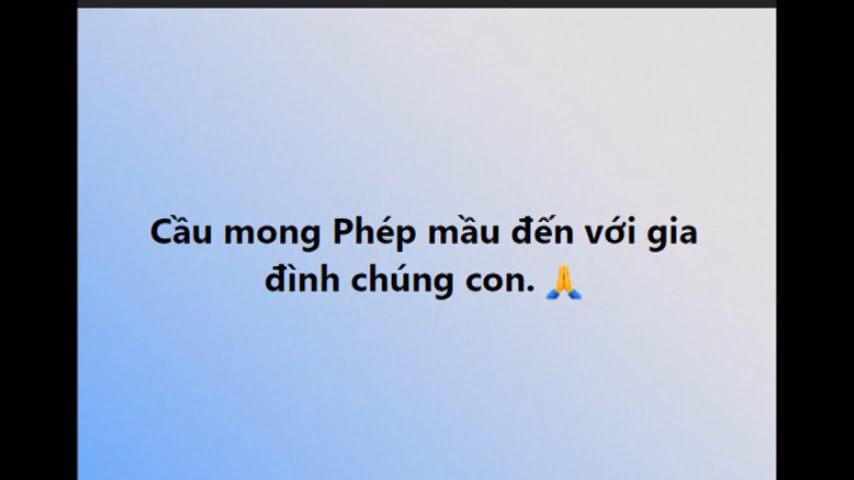 Cầu mong Phép mầu đến với gia
đình chúng con. 🙏